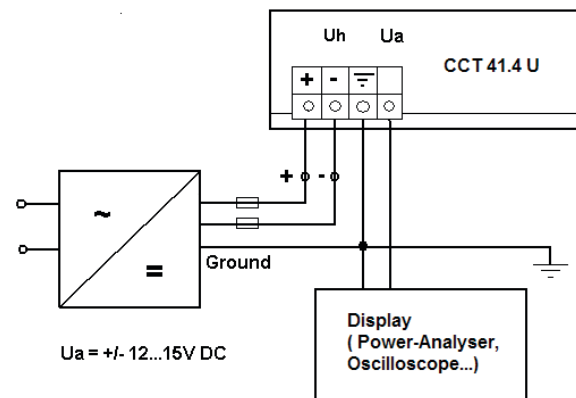 Uh Ua
CCT 41.4 U
+ -
+ -
~
=
Ground
Ua = +/- 12...15V DC
Display
( Power-Analyser,
Oscilloscope...)